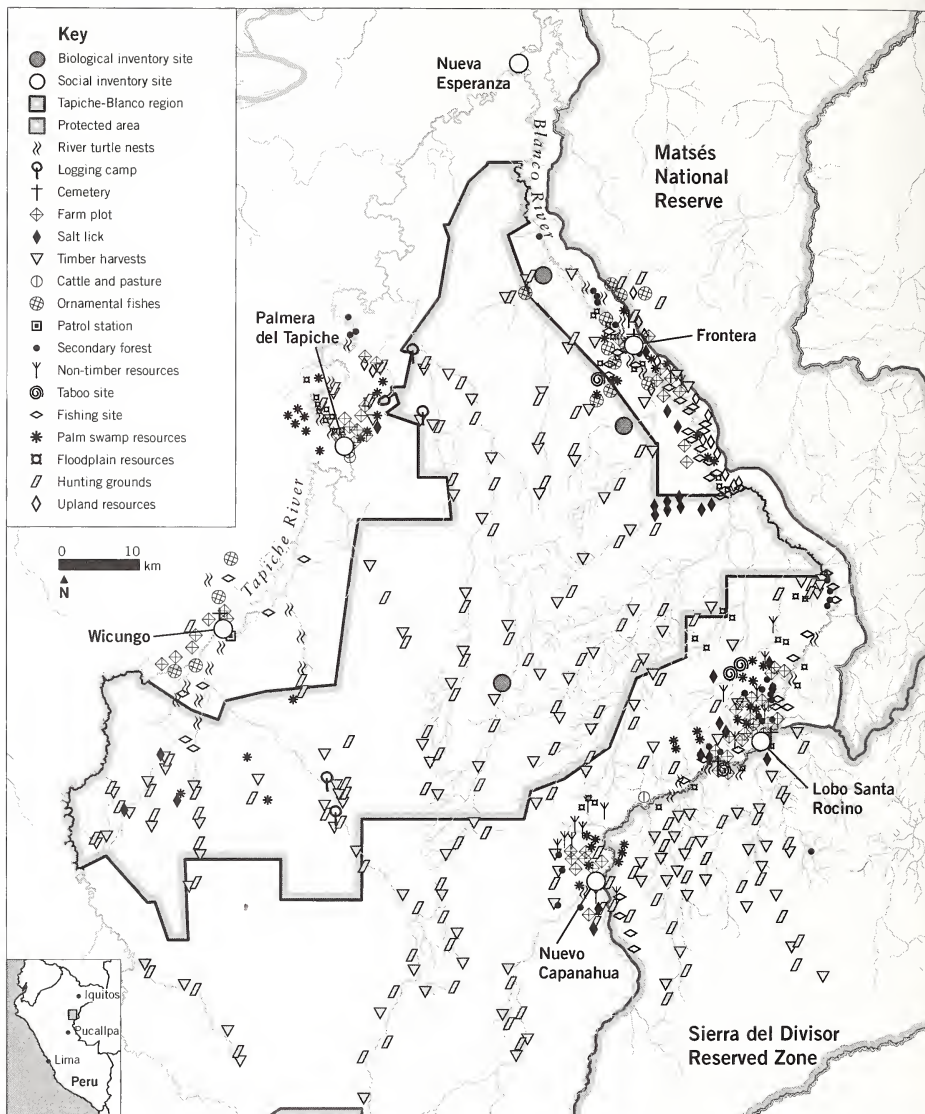 Key
Biological inventory site
Social inventory site
Tapiche-Blanco region
Protected area
River turtle nests
Logging camp
Cemetery
Farm plot
Salt lick
Timber harvests
Cattle and pasture
Ornamental fishes
Patrol station
Secondary forest
Non-timber resources
Taboo site
Fishing site
Palm swamp resources
Floodplain resources
Hunting grounds
Upland resources
0 10
km
N
Nueva
Esperanza
Blanco River
Matsés
National
Reserve
Palmera
del Tapiche
Frontera
Tapiche River
Wicungo
Lobo Santa
Rocino
Nuevo
Capanahua
Sierra del Divisor
Reserved Zone
Iquitos
Pucallpa
Lima
Peru